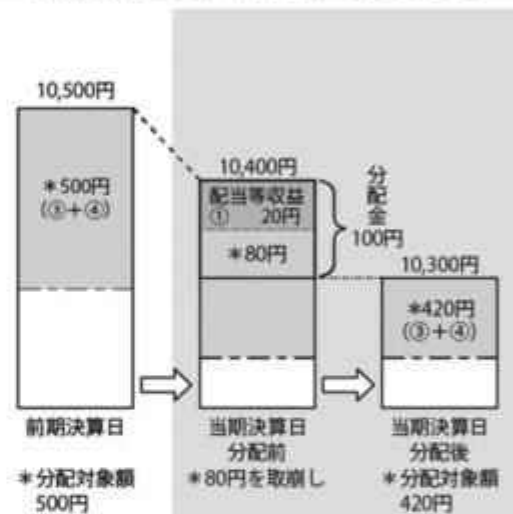 10,500円
*500円
(③+④)
前期決算日
*分配対象額
500円
10,400円
配当等収益
① 20円
*80円
分配金
100円
当期決算日
分配前
*80円を取崩し
10,300円
*420円
(③+④)
当期決算日
分配後
*分配対象額
420円